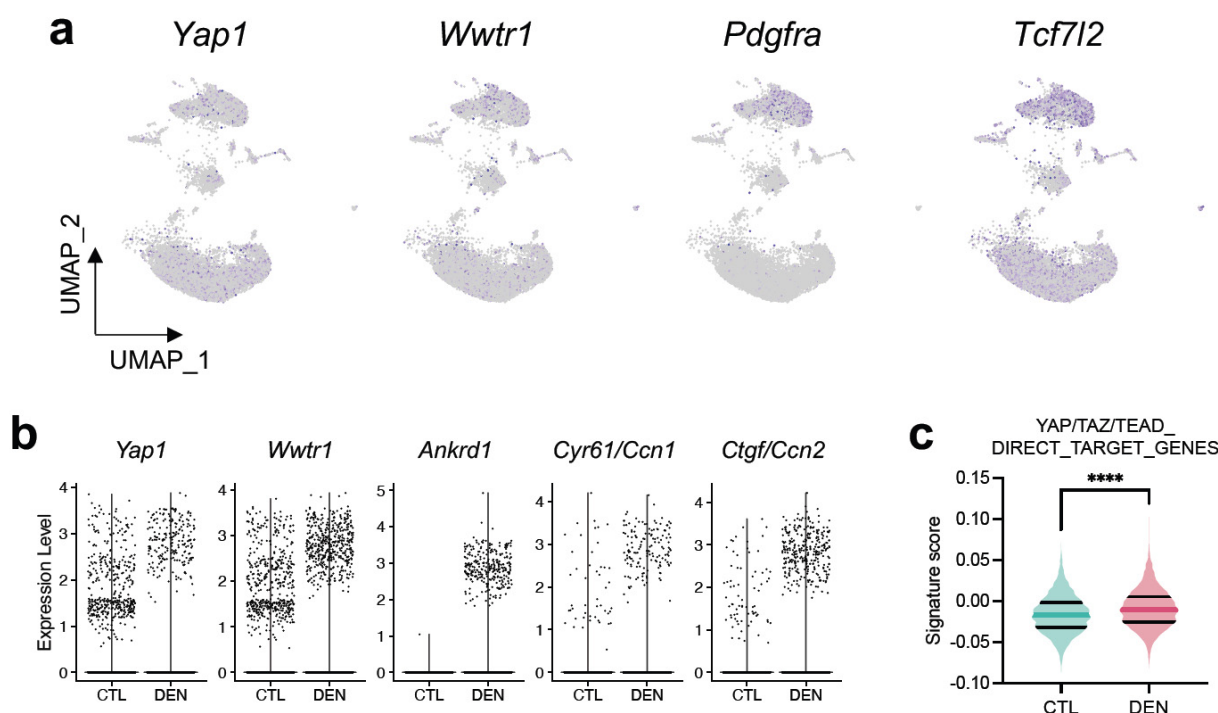 a
Yap1 Wwtr1 Pdgfra Tcf7l2
UMAP_2
UMAP_1
b
Yap1 Wwtr1 Ankrd1 Cyr61/Ccn1 Ctgf/Ccn2
Expression Level
4 3 2 1 0
4 3 2 1 0
5 4 3 2 1 0
4 3 2 1 0
4 3 2 1 0
CTL DEN CTL DEN CTL DEN CTL DEN CTL DEN
c
YAP/TAZ/TEAD_
DIRECT_TARGET_GENES
****
Signature score
0.15
0.10
0.05
0.00
-0.05
-0.10
CTL DEN